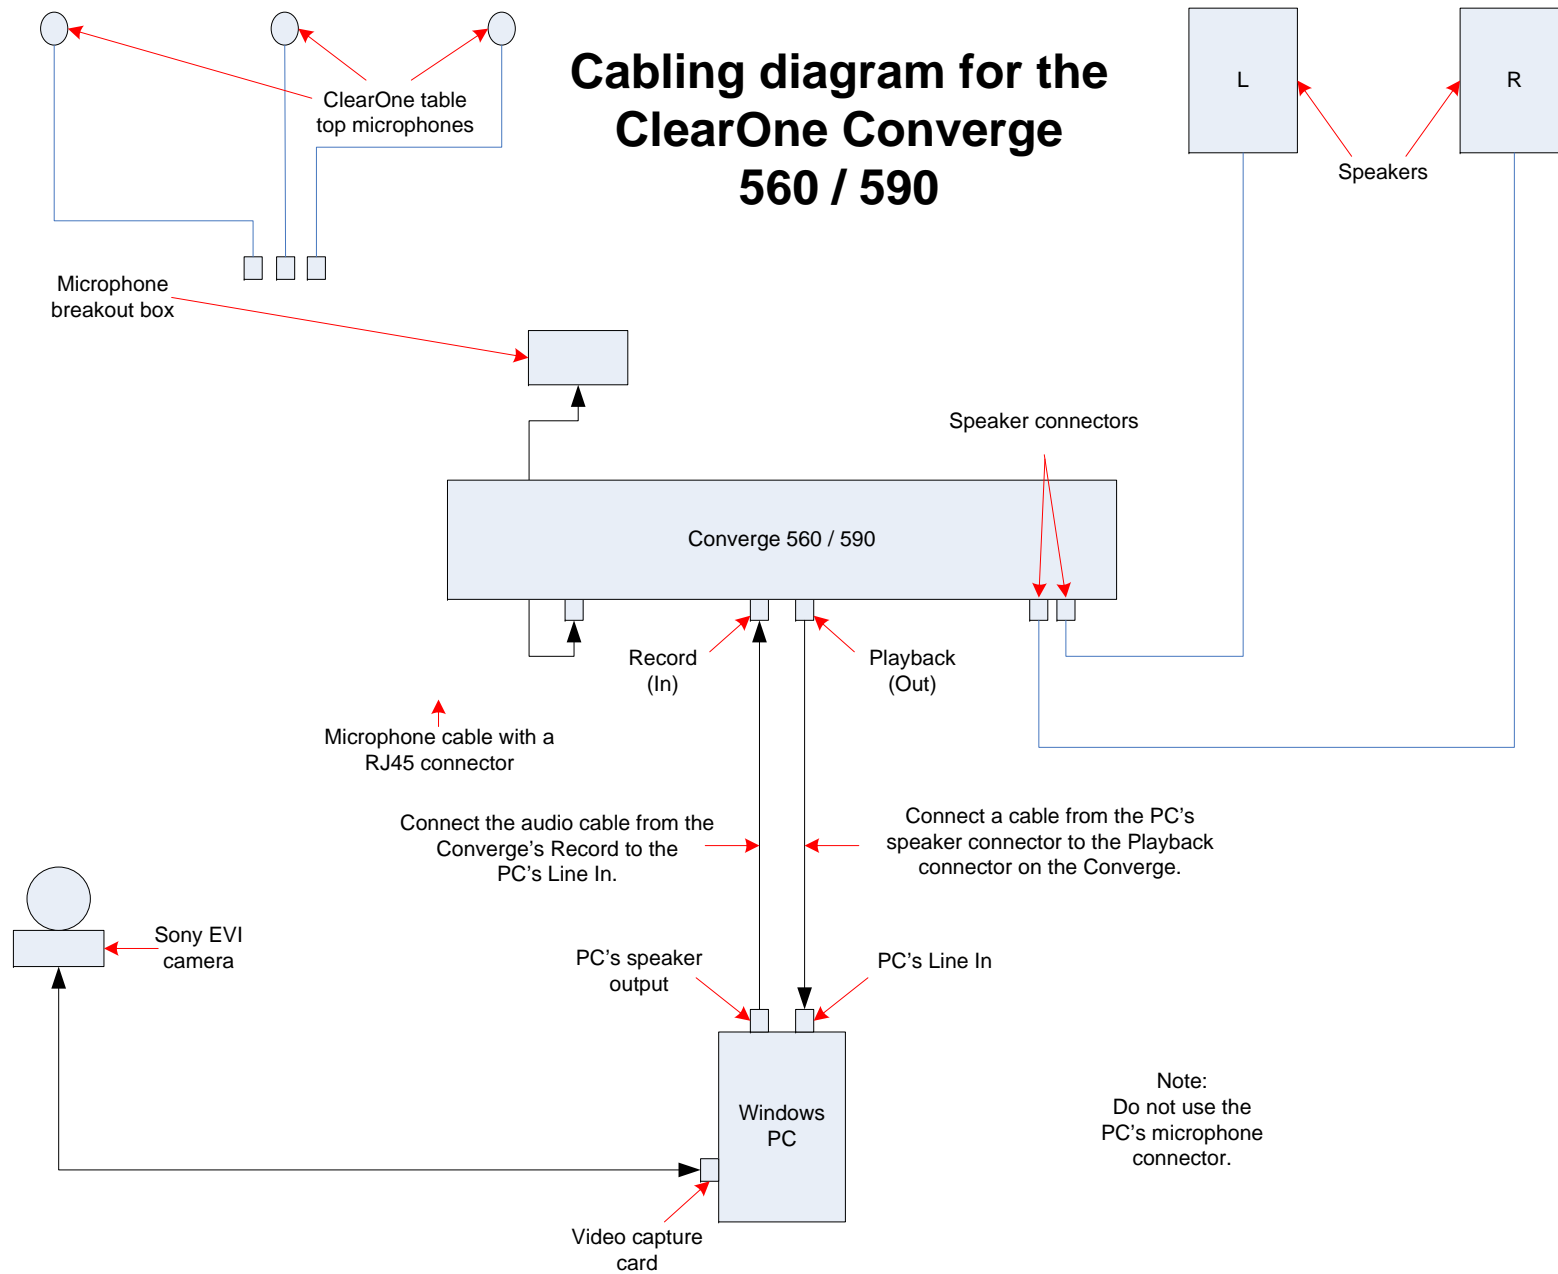 Cabling diagram for the
ClearOne Converge
560 / 590
ClearOne table
top microphones
L
R
Speakers
Microphone
breakout box
Speaker connectors
Converge 560 / 590
Record
(In)
Playback
(Out)
Microphone cable with a
RJ45 connector
Connect the audio cable from the
Converge's Record to the
PC's Line In.
Connect a cable from the PC's
speaker connector to the Playback
connector on the Converge.
Sony EVI
camera
PC's speaker
output
PC's Line In
Windows
PC
Note:
Do not use the
PC's microphone
connector.
Video capture
card